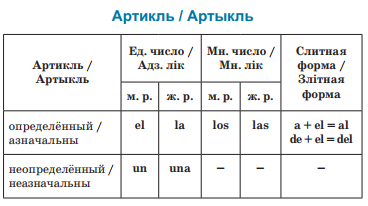 Артикль / Артыкль
Артикль / Артыкль
Ед. число / Адз. лік
Мн. число / Мн. лік
Слитная форма / Злітная форма
м. р. ж. р. м. р. ж. р.
определённый / азначальны el la los las a + el = al
de + el = del
неопределённый / неазначальны un una – – –